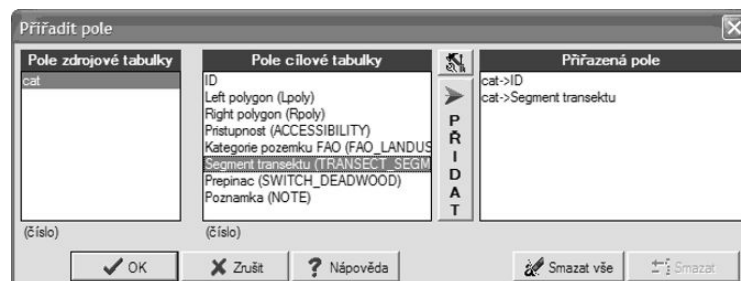 Přiřadit pole
Pole zdrojové tabulky
cat
(číslo)
Pole cílové tabulky
ID
Left polygon (Lpoly)
Right polygon (Rpoly)
Pristupnost (ACCESSIBILITY)
Kategorie pozemku FAO (FAO_LANDUS
Segment transektu (TRANSECT_SEGM
Prepinac (SWITCH_DEADWOOD)
Poznamka (NOTE)
(číslo)
PŘIDAT
Přiřazená pole
cat->ID
cat->Segment transektu
OK
Zrušit
? Nápověda
Smazat vše
Smazat